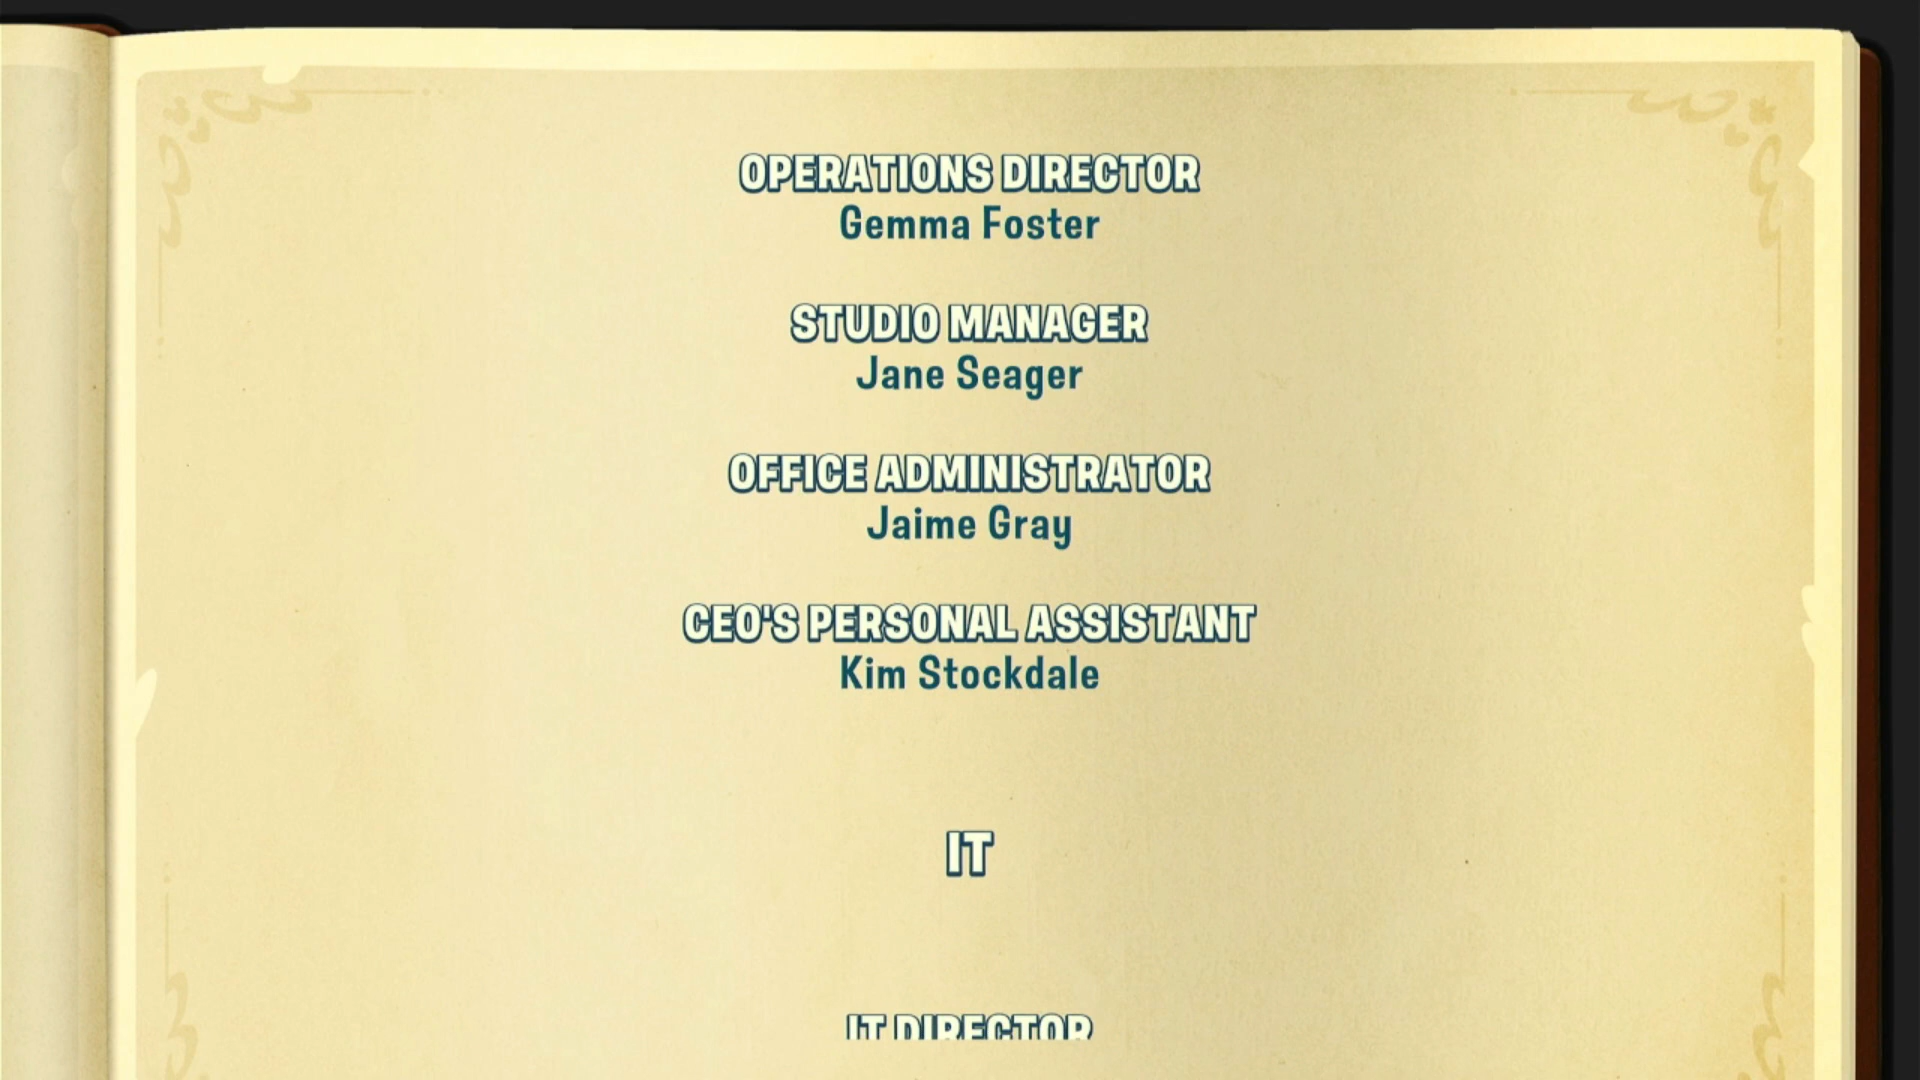 OPERATIONS DIRECTOR
Gemma Foster
STUDIO MANAGER
Jane Seager
OFFICE ADMINISTRATOR
Jaime Gray
CEO'S PERSONAL ASSISTANT
Kim Stockdale
IT
IT DIRECTOR